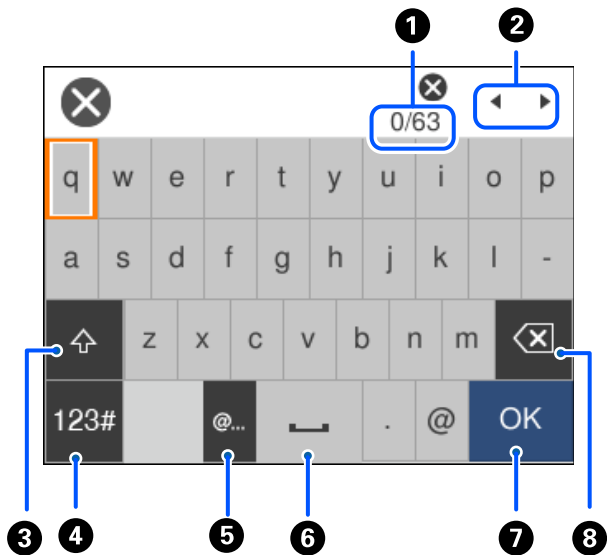 1 2
0/63
q w e r t y u i o p
a s d f g h j k l -
z x c v b n m
123# @... . @ OK
3 4 5 6 7 8